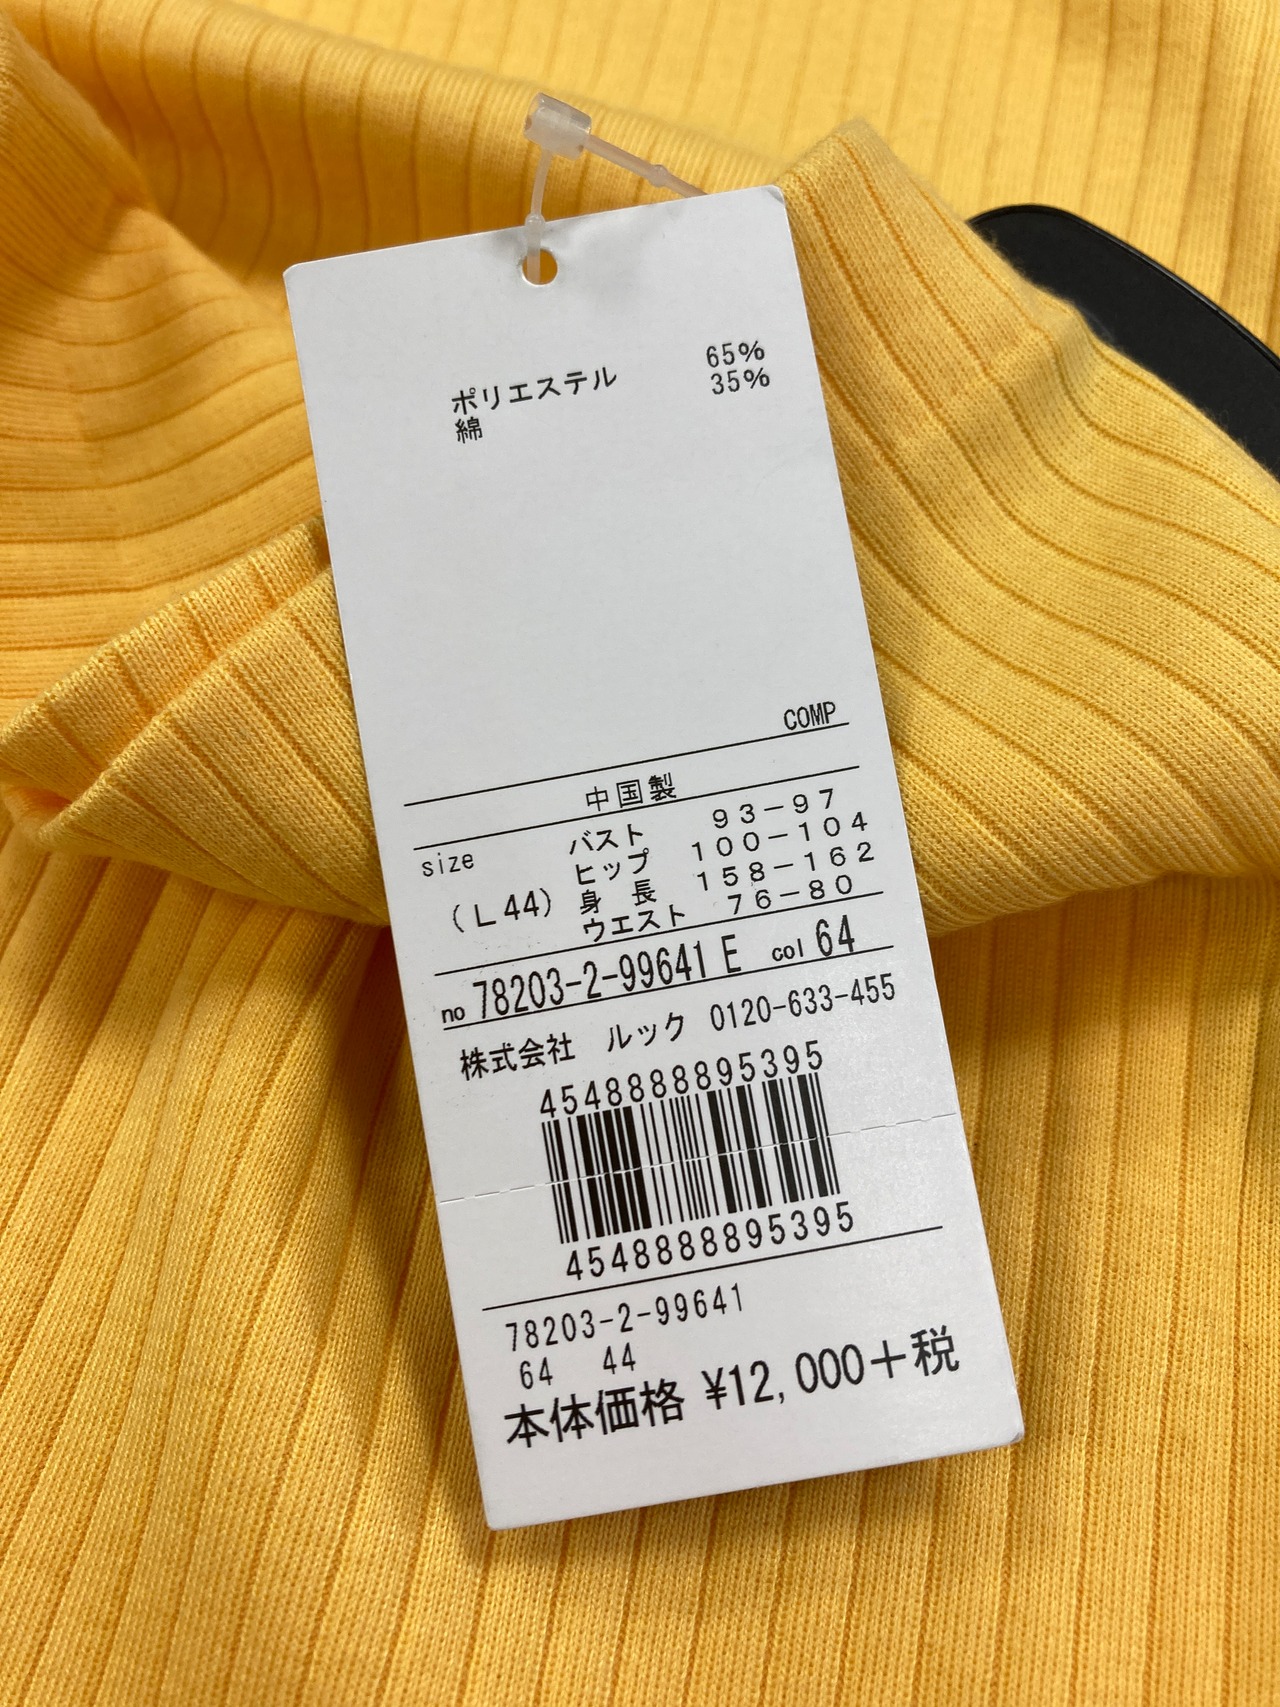 ポリエステル 65%
綿 35%
COMP
中国製
size バスト 93-97
ヒップ 100-104
(L44) 身 長 158-162
ウエスト 76-80
no 78203-2-99641 E col 64
株式会社 ルック 0120-633-455
4548888895395
4548888895395
78203-2-99641
64 44
本体価格 ¥12,000+税